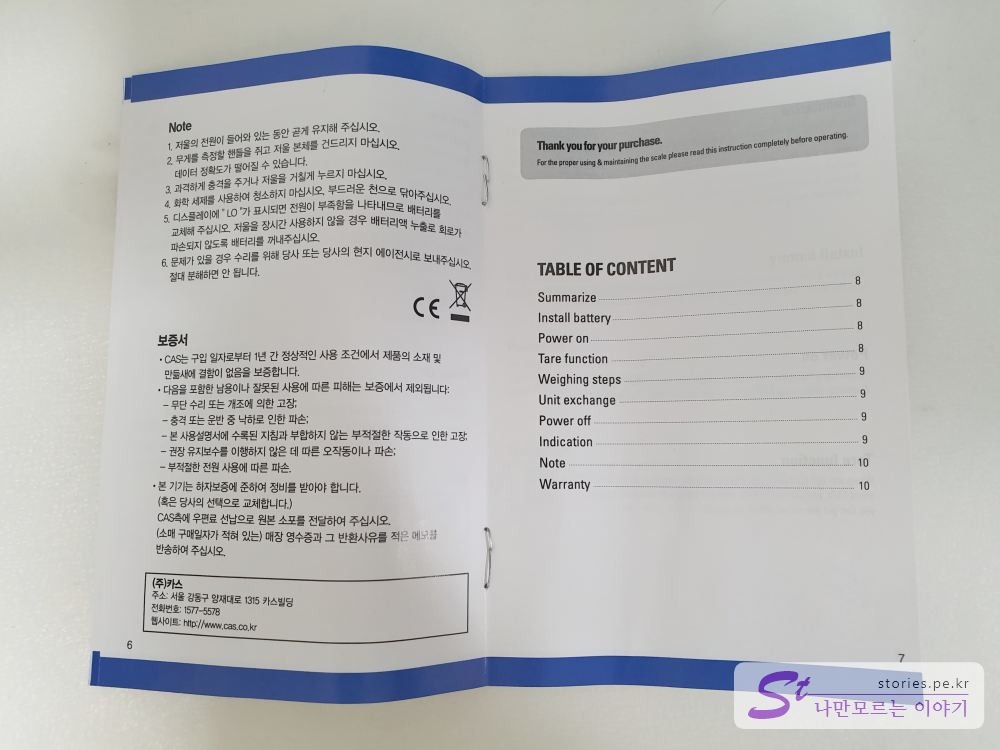 Note
1. 저울의 전원이 들어와 있는 동안 곧게 유지해 주십시오.
2. 무게를 측정할 핸들을 쥐고 저울 본체를 건드리지 마십시오.
데이터 정확도가 떨어질 수 있습니다.
3. 과격하게 충격을 주거나 저울을 거칠게 누르지 마십시오.
4. 화학 세제를 사용하여 청소하지 마십시오. 부드러운 천으로 닦아주십시오.
5. 디스플레이에 " LO "가 표시되면 전원이 부족함을 나타내므로 배터리를
교체해 주십시오. 저울을 장시간 사용하지 않을 경우 배터리액 누출로 회로가
파손되지 않도록 배터리를 꺼내주십시오.
6. 문제가 있을 경우 수리를 위해 당사 또는 당사의 현지 에이전시로 보내주십시오.
절대 분해하면 안 됩니다.
CE
보증서
• CAS는 구입 일자로부터 1년 간 정상적인 사용 조건에서 제품의 소재 및
만듦새에 결함이 없음을 보증합니다.
• 다음을 포함한 남용이나 잘못된 사용에 따른 피해는 보증에서 제외됩니다:
– 무단 수리 또는 개조에 의한 고장;
– 충격 또는 운반 중 낙하로 인한 파손;
– 본 사용설명서에 수록된 지침과 부합하지 않는 부적절한 작동으로 인한 고장;
– 권장 유지보수를 이행하지 않은 데 따른 오작동이나 파손;
– 부적절한 전원 사용에 따른 파손.
• 본 기기는 하자보증에 준하여 정비를 받아야 합니다.
(혹은 당사의 선택으로 교체합니다.)
CAS측에 우편료 선납으로 원본 소포를 전달하여 주십시오.
(소매 구매일자가 적혀 있는) 매장 영수증과 그 반환사유를 적은 메모를
반송하여 주십시오.
(주)카스
주소: 서울 강동구 양재대로 1315 카스빌딩
전화번호: 1577-5578
웹사이트: http://www.cas.co.kr
6
Thank you for your purchase.
For the proper using & maintaining the scale please read this instruction completely before operating.
TABLE OF CONTENT
Summarize 8
Install battery 8
Power on 8
Tare function 8
Weighing steps 9
Unit exchange 9
Power off 9
Indication 9
Note 10
Warranty 10
7
St
stories.pe.kr
나만모르는 이야기